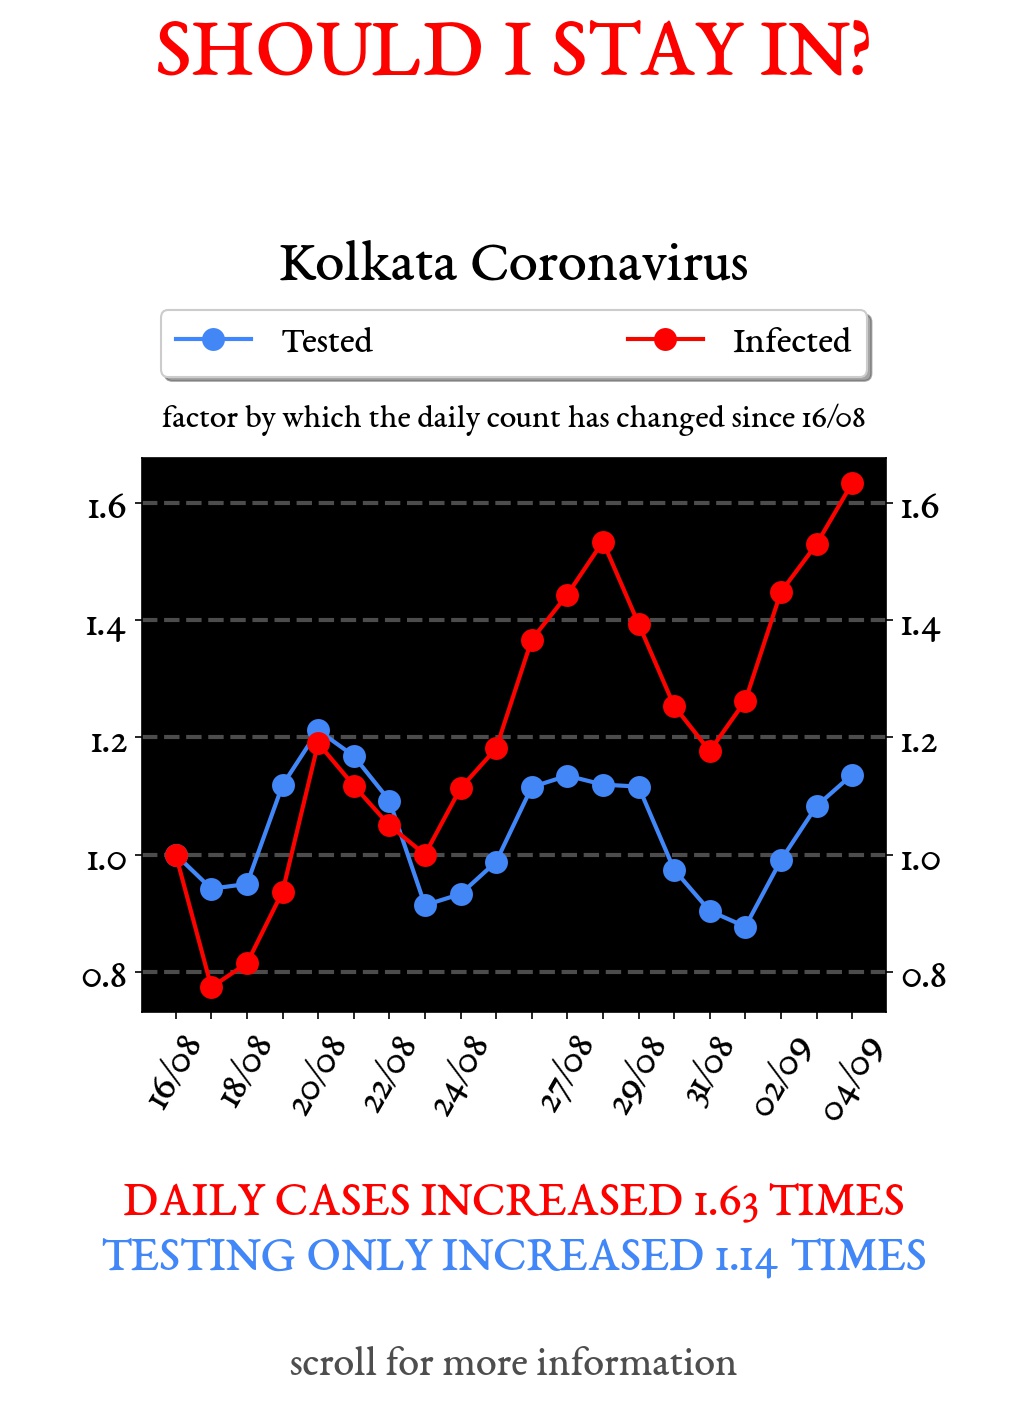 SHOULD I STAY IN?
Kolkata Coronavirus
Tested Infected
factor by which the daily count has changed since 16/08
1.6 1.6
1.4 1.4
1.2 1.2
1.0 1.0
0.8 0.8
16/08 18/08 20/08 22/08 24/08 27/08 29/08 31/08 02/09 04/09
DAILY CASES INCREASED 1.63 TIMES
TESTING ONLY INCREASED 1.14 TIMES
scroll for more information